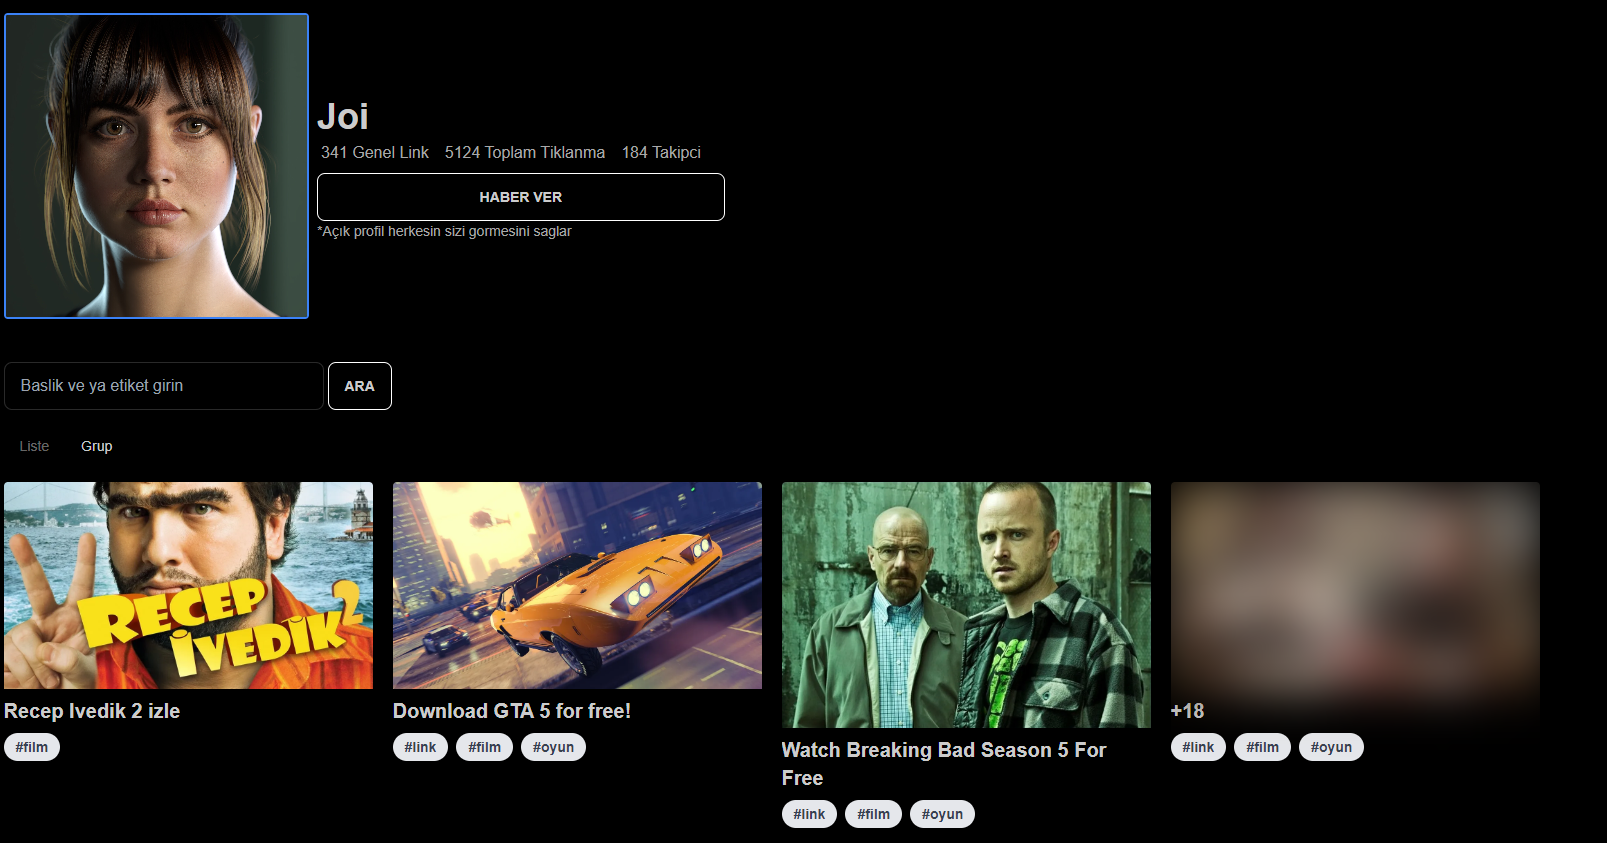 Joi
341 Genel Link 5124 Toplam Tiklanma 184 Takipci
HABER VER
*Açık profil herkesin sizi gormesini saglar
Baslik ve ya etiket girin
ARA
Liste Grup
RECEP İVEDİK 2
Recep Ivedik 2 izle
#film
Download GTA 5 for free!
#link #film #oyun
Watch Breaking Bad Season 5 For
Free
#link #film #oyun
+18
#link #film #oyun